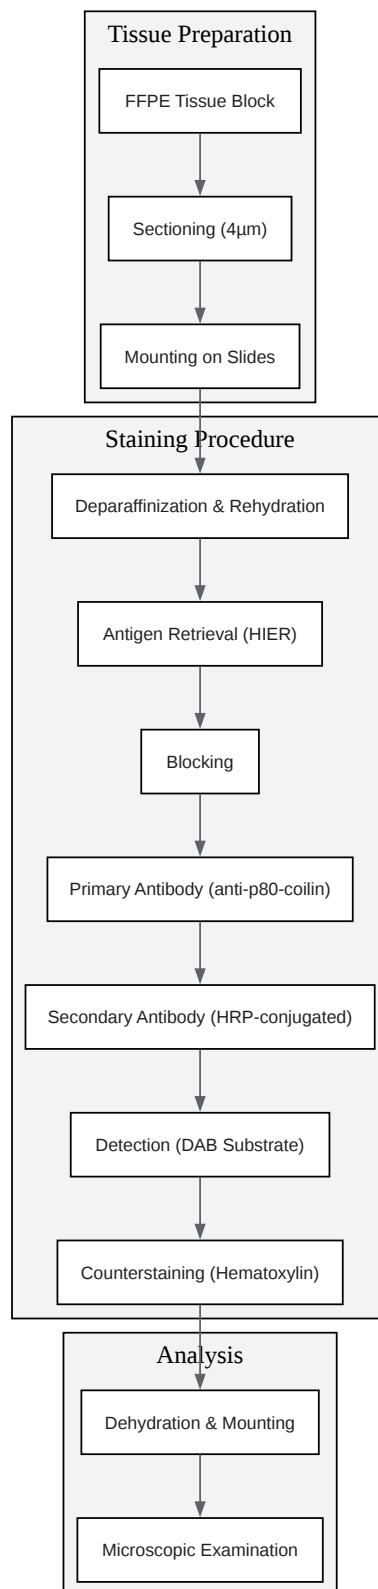 Tissue Preparation
FFPE Tissue Block
Sectioning (4µm)
Mounting on Slides
Staining Procedure
Deparaffinization & Rehydration
Antigen Retrieval (HIER)
Blocking
Primary Antibody (anti-p80-coilin)
Secondary Antibody (HRP-conjugated)
Detection (DAB Substrate)
Counterstaining (Hematoxylin)
Analysis
Dehydration & Mounting
Microscopic Examination